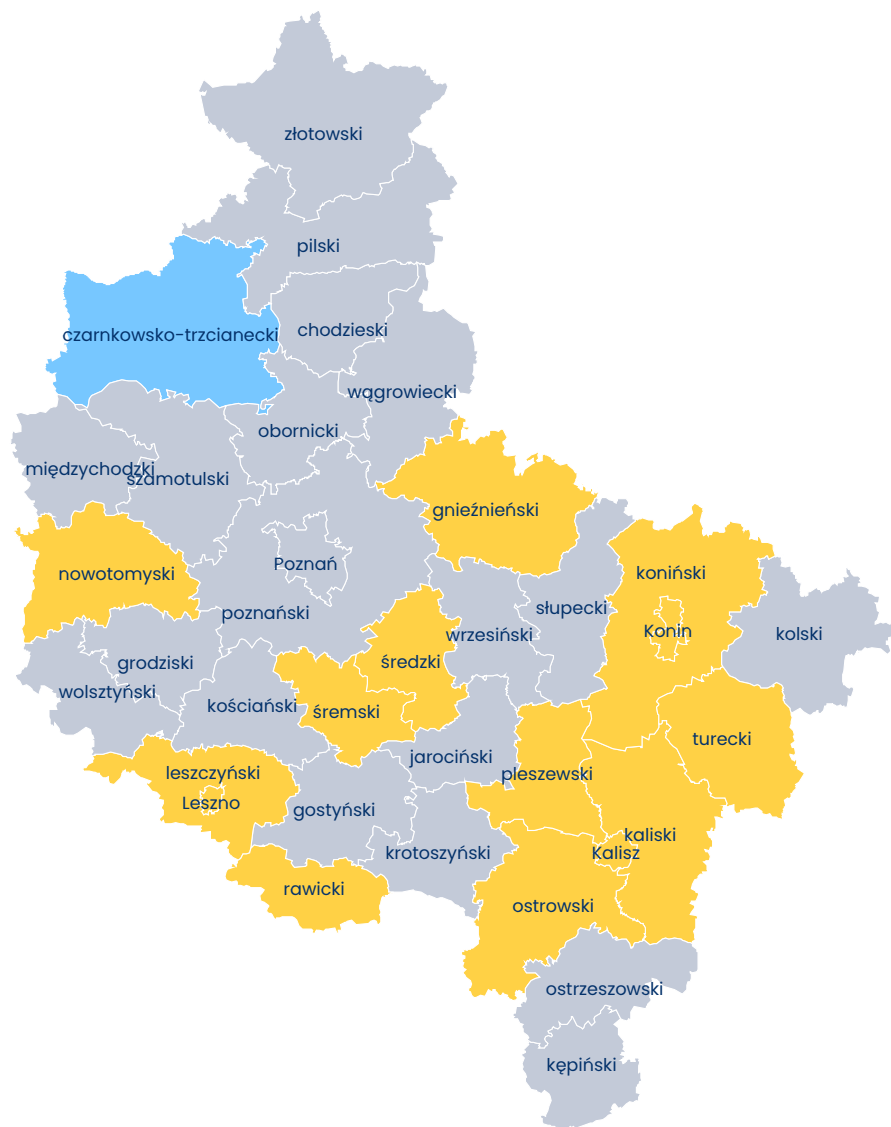 złotowski
pilski
chodzieski
czarnkowsko-trzcianecki
wągrowiecki
obornicki
międzychodzki
szamotulski
gnieźnieński
Poznań
nowotomyski
koniński
poznański
słupecki
Konin
wrzesiński
kolski
grodziski
średzki
wolsztyński
kościański
śremski
turecki
jarociński
leszczyński
pleszewski
Leszno
gostyński
kaliski
krotoszyński
Kalisz
rawicki
ostrowski
ostrzeszowski
kępiński